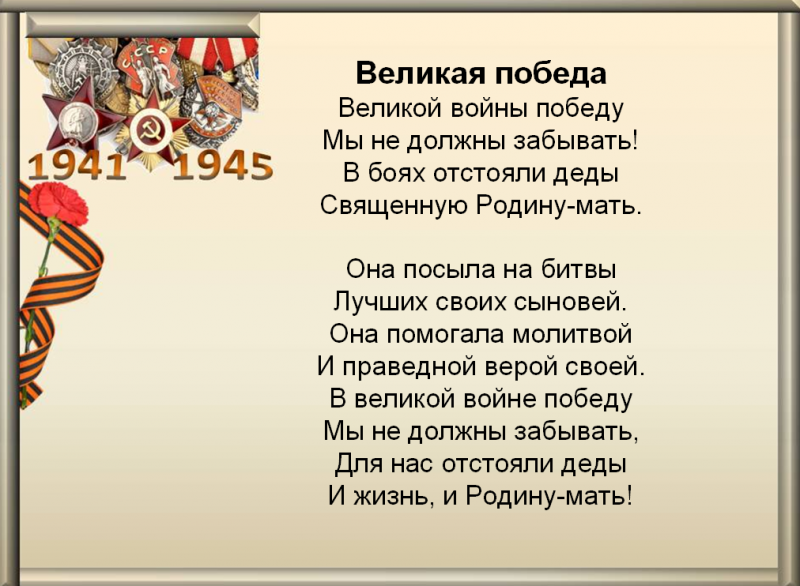 СССР
1941 1945
Великая победа
Великой войны победу
Мы не должны забывать!
В боях отстояли деды
Священную Родину-мать.
Она посыла на битвы
Лучших своих сыновей.
Она помогала молитвой
И праведной верой своей.
В великой войне победу
Мы не должны забывать,
Для нас отстояли деды
И жизнь, и Родину-мать!